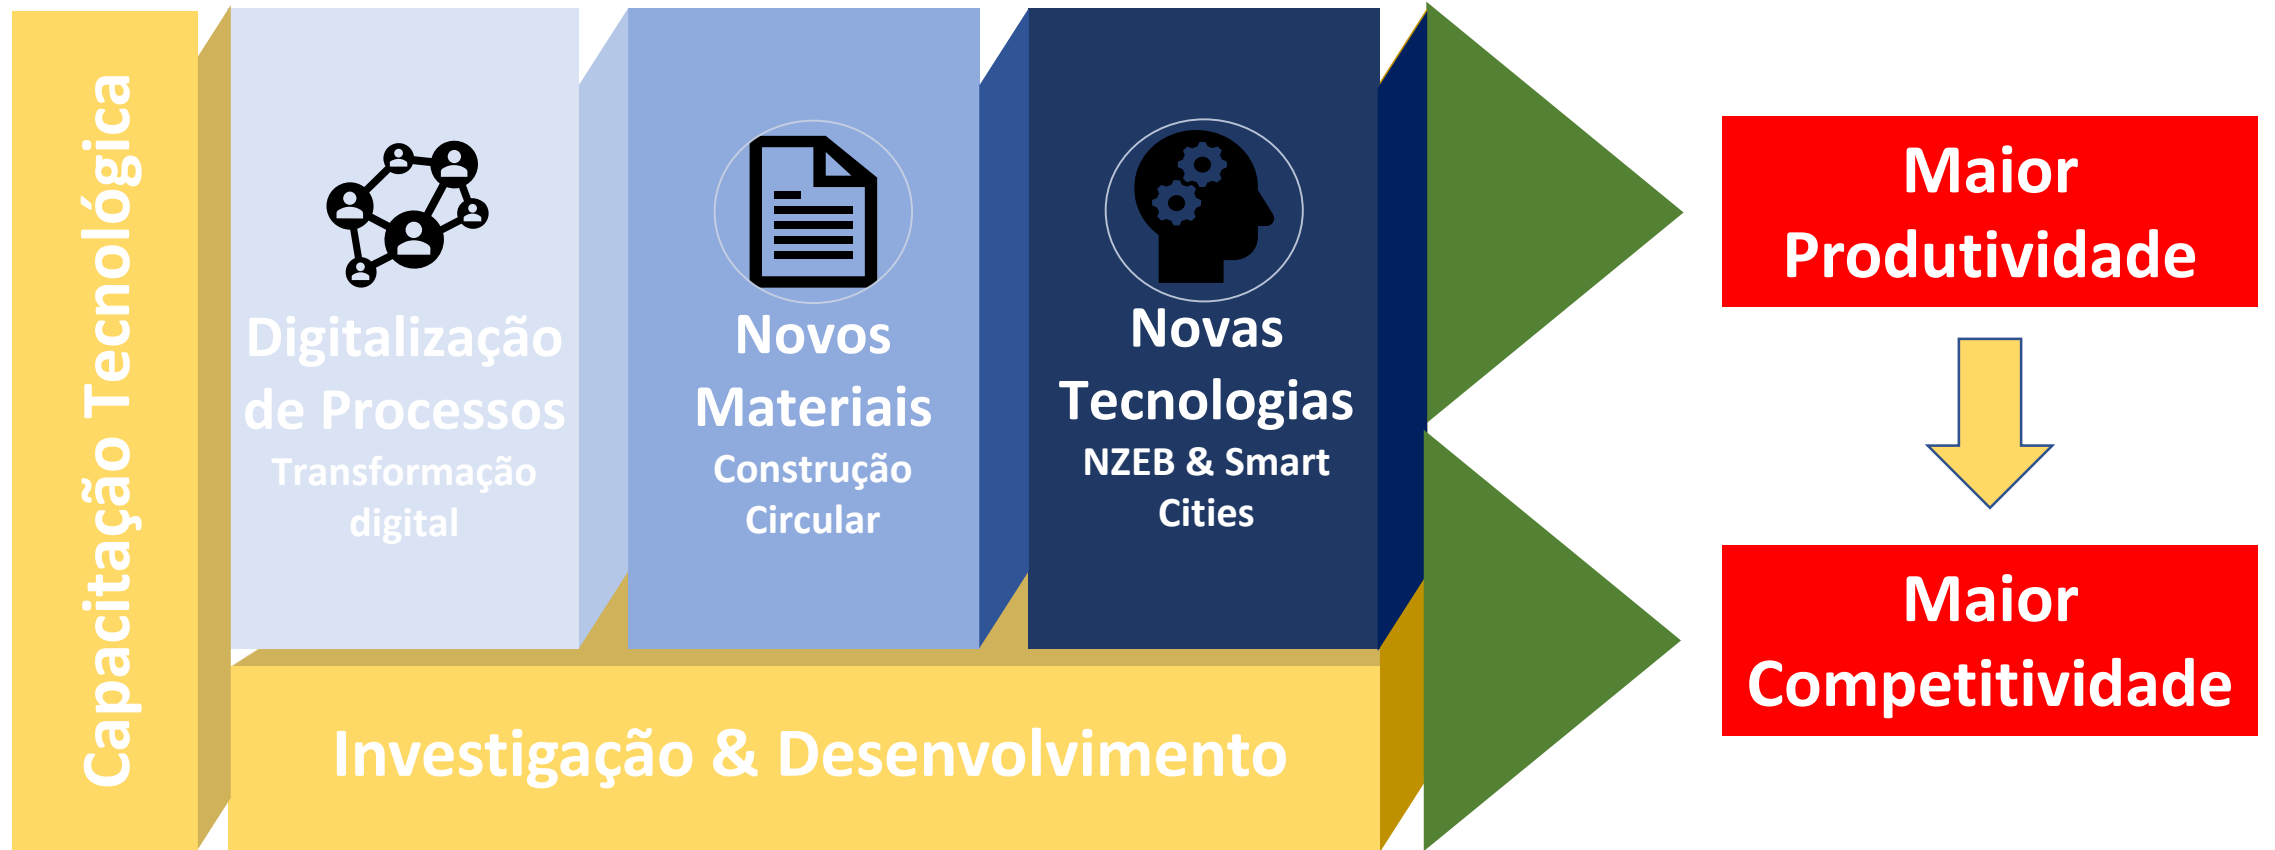 Capacitação Tecnológica
Digitalização
de Processos
Transformação
digital
Novos
Materiais
Construção
Circular
Novas
Tecnologias
NZEB & Smart
Cities
Investigação & Desenvolvimento
Maior
Produtividade
Maior
Competitividade